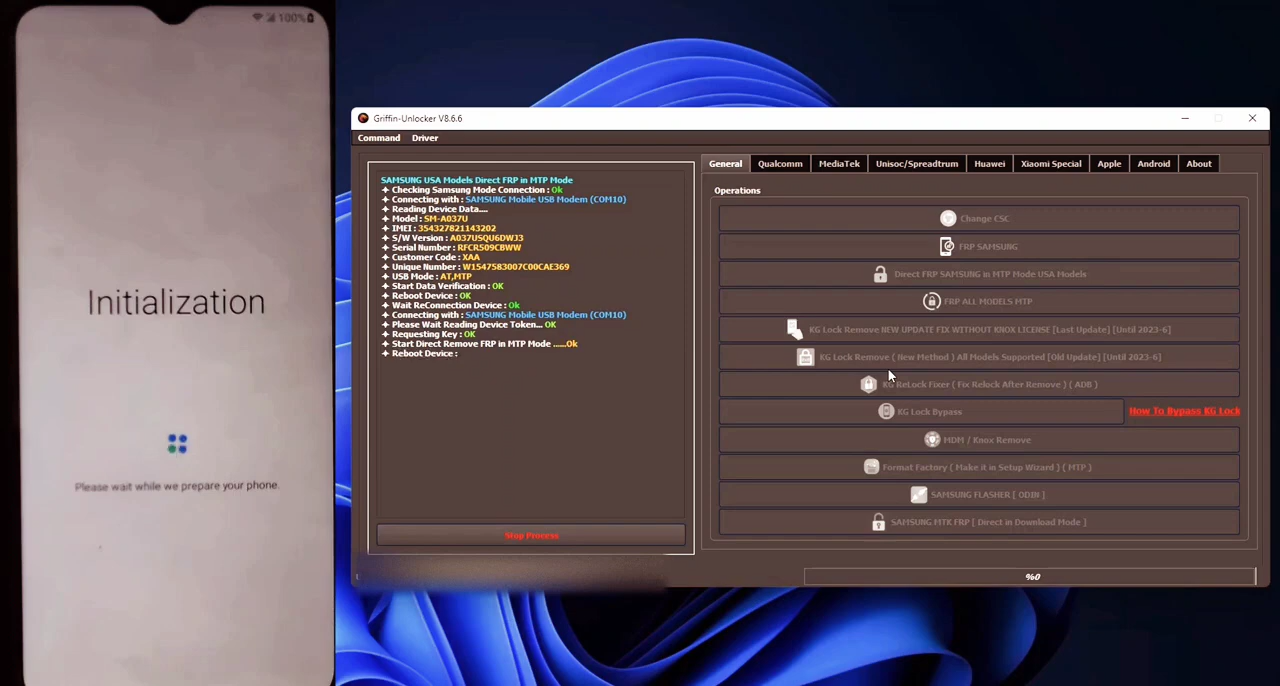 100%
Initialization
Please wait while we prepare your phone.
Griffin-Unlocker V8.6.6
Command Driver
SAMSUNG USA Models Direct FRP in MTP Mode
✦ Checking Samsung Mode Connection : Ok
✦ Connecting with : SAMSUNG Mobile USB Modem (COM10)
✦ Reading Device Data....
✦ Model : SM-A037U
✦ IMEI : 354327821143202
✦ S/W Version : A037USQU6DWJ3
✦ Serial Number : RFCR509CBWW
✦ Customer Code : XAA
✦ Unique Number : W1547583007C00CAE369
✦ USB Mode : AT,MTP
✦ Start Data Verification : OK
✦ Reboot Device : OK
✦ Wait ReConnection Device : Ok
✦ Connecting with : SAMSUNG Mobile USB Modem (COM10)
✦ Please Wait Reading Device Token... OK
✦ Requesting Key : OK
✦ Start Direct Remove FRP in MTP Mode ......Ok
✦ Reboot Device :
Stop Process
General Qualcomm MediaTek Unisoc/Spreadtrum Huawei Xiaomi Special Apple Android About
Operations
Change CSC
FRP SAMSUNG
Direct FRP SAMSUNG in MTP Mode USA Models
FRP ALL MODELS MTP
KG Lock Remove NEW UPDATE FIX WITHOUT KNOX LICENSE [Last Update] [Until 2023-6]
KG Lock Remove ( New Method ) All Models Supported [Old Update] [Until 2023-6]
KG ReLock Fixer ( Fix Relock After Remove ) ( ADB )
KG Lock Bypass
How To Bypass KG Lock
MDM / Knox Remove
Format Factory ( Make it in Setup Wizard ) ( MTP )
SAMSUNG FLASHER [ ODIN ]
SAMSUNG MTK FRP [ Direct in Download Mode ]
%0